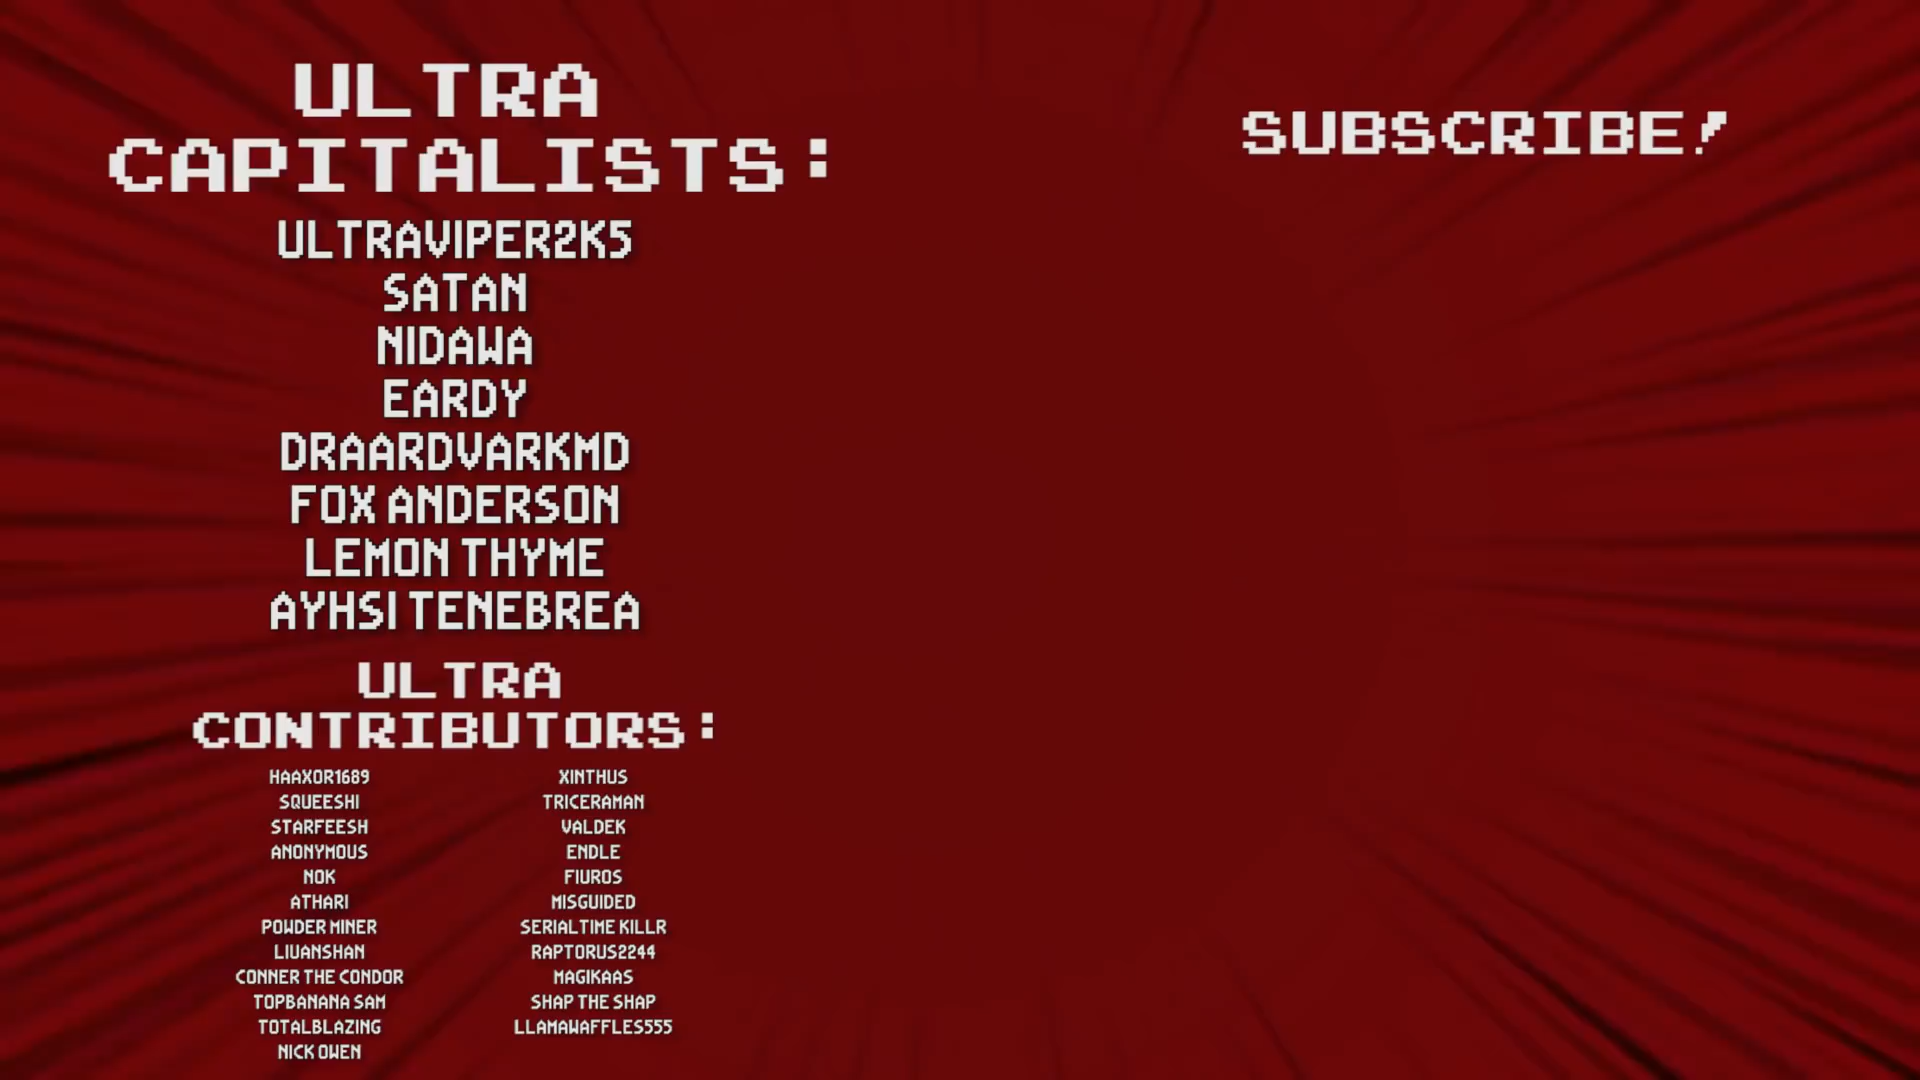 ULTRA
CAPITALISTS:
ULTRAVIPER2K5
SATAN
NIDAWA
EARDY
DRAARDVARKMD
FOX ANDERSON
LEMON THYME
AYHSI TENEBREA
ULTRA
CONTRIBUTORS:
HAAXOR1689
SQUEESHI
STARFEESH
ANONYMOUS
NOK
ATHARI
POWDER MINER
LIUANSHAN
CONNER THE CONDOR
TOPBANANA SAM
TOTALBLAZING
NICK OWEN
XINTHUS
TRICERAMAN
VALDEK
ENDLE
FIUROS
MISGUIDED
SERIALTIME KILLR
RAPTORUS2244
MAGIKAAS
SHAP THE SHAP
LLAMAWAFFLES555
SUBSCRIBE!